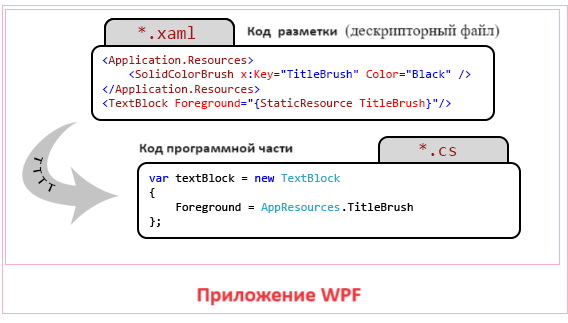 *.xaml
Код разметки (дескрипторный файл)
<Application.Resources>
<SolidColorBrush x:Key="TitleBrush" Color="Black" />
</Application.Resources>
<TextBlock Foreground="{StaticResource TitleBrush}"/>
TTTT
Код программной части
*.cs
var textBlock = new TextBlock
{
Foreground = AppResources.TitleBrush
};
Приложение WPF